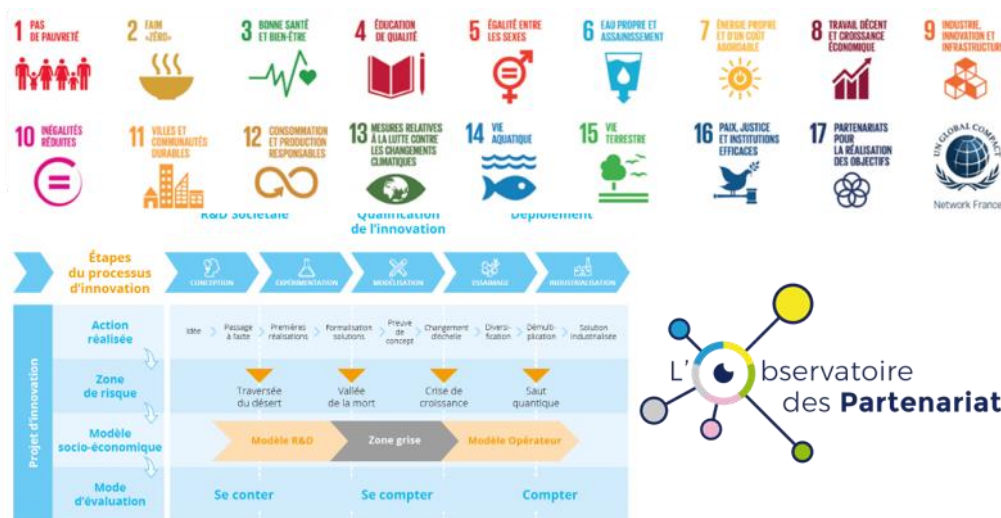 1 PAS
DE PAUVRETÉ
2 FAIM
«ZÉRO»
3 BONNE SANTÉ
ET BIEN-ÊTRE
4 ÉDUCATION
DE QUALITÉ
5 ÉGALITÉ ENTRE
LES SEXES
6 EAU PROPRE ET
ASSAINISSEMENT
7 ÉNERGIE PROPRE
ET D'UN COÛT
ABORDABLE
8 TRAVAIL DÉCENT
ET CROISSANCE
ÉCONOMIQUE
9 INDUSTRIE,
INNOVATION ET
INFRASTRUCTURE
10 INÉGALITÉS
RÉDUITES
11 VILLES ET
COMMUNAUTÉS
DURABLES
12 CONSOMMATION
ET PRODUCTION
RESPONSABLES
13 MESURES RELATIVES
À LA LUTTE CONTRE
LES CHANGEMENTS
CLIMATIQUES
14 VIE
AQUATIQUE
15 VIE
TERRESTRE
16 PAIX, JUSTICE
ET INSTITUTIONS
EFFICACES
17 PARTENARIATS
POUR
LA RÉALISATION
DES OBJECTIFS
UN GLOBAL COMPACT
Network France
R&D Sociétale
Qualification
de l'innovation
Déploiement
Étapes
du processus
d'innovation
CONCEPTION
EXPÉRIMENTATION
MODÉLISATION
ESSAIMAGE
INDUSTRIALISATION
Projet d'innovation
Action
réalisée
Idée
Passage
à l'acte
Premières
réalisations
Formalisation
solutions
Preuve
de
concept
Changement
d'échelle
Diversi-
fication
Démulti-
plication
Solution
industrialisée
Zone
de risque
Traversée
du désert
Vallée
de la mort
Crise de
croissance
Saut
quantique
Modèle
socio-économique
Modèle R&D
Zone grise
Modèle Opérateur
Mode
d'évaluation
Se conter
Se compter
Compter
L'Observatoire
des Partenariat